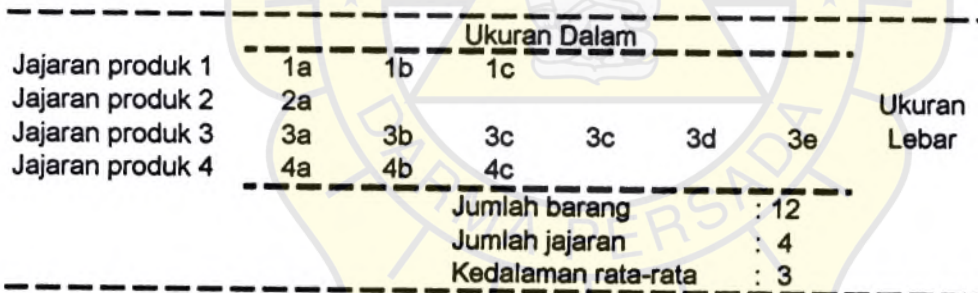 Ukuran Dalam
Jajaran produk 1 1a 1b 1c
Jajaran produk 2 2a Ukuran
Jajaran produk 3 3a 3b 3c 3c 3d 3e Lebar
Jajaran produk 4 4a 4b 4c
Jumlah barang : 12
Jumlah jajaran : 4
Kedalaman rata-rata : 3
DARMA PERSADA